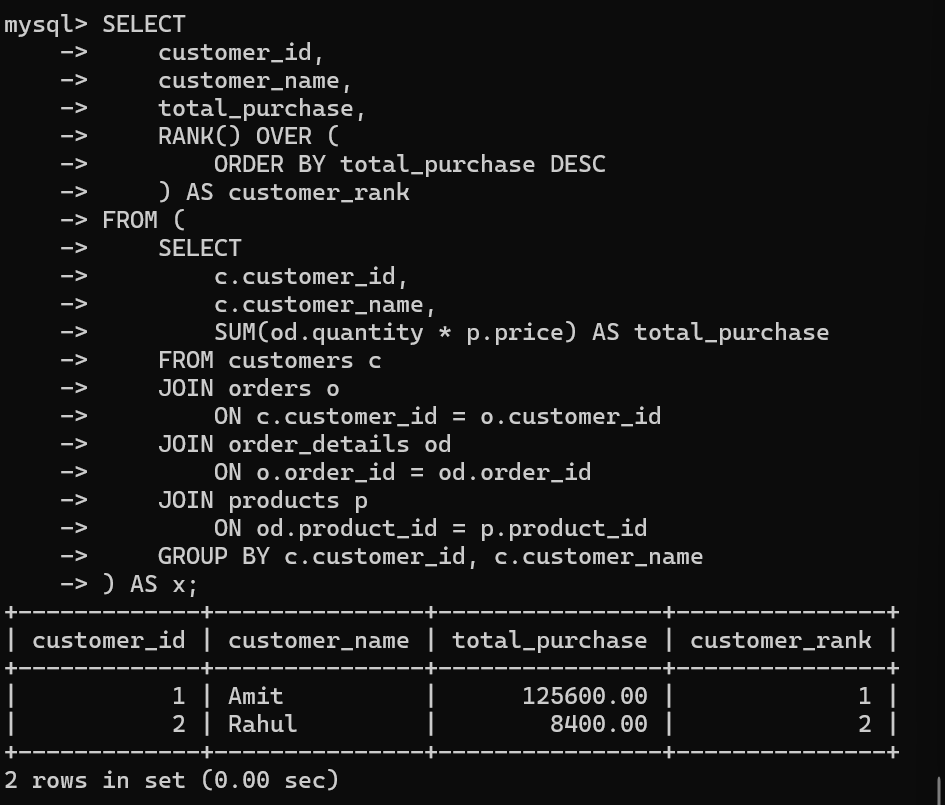 mysql> SELECT
    ->     customer_id,
    ->     customer_name,
    ->     total_purchase,
    ->     RANK() OVER (
    ->         ORDER BY total_purchase DESC
    ->     ) AS customer_rank
    -> FROM (
    ->     SELECT
    ->         c.customer_id,
    ->         c.customer_name,
    ->         SUM(od.quantity * p.price) AS total_purchase
    ->     FROM customers c
    ->     JOIN orders o
    ->         ON c.customer_id = o.customer_id
    ->     JOIN order_details od
    ->         ON o.order_id = od.order_id
    ->     JOIN products p
    ->         ON od.product_id = p.product_id
    ->     GROUP BY c.customer_id, c.customer_name
    -> ) AS x;
+-------------+---------------+----------------+---------------+
| customer_id | customer_name | total_purchase | customer_rank |
+-------------+---------------+----------------+---------------+
|           1 | Amit          |      125600.00 |             1 |
|           2 | Rahul         |        8400.00 |             2 |
+-------------+---------------+----------------+---------------+
2 rows in set (0.00 sec)